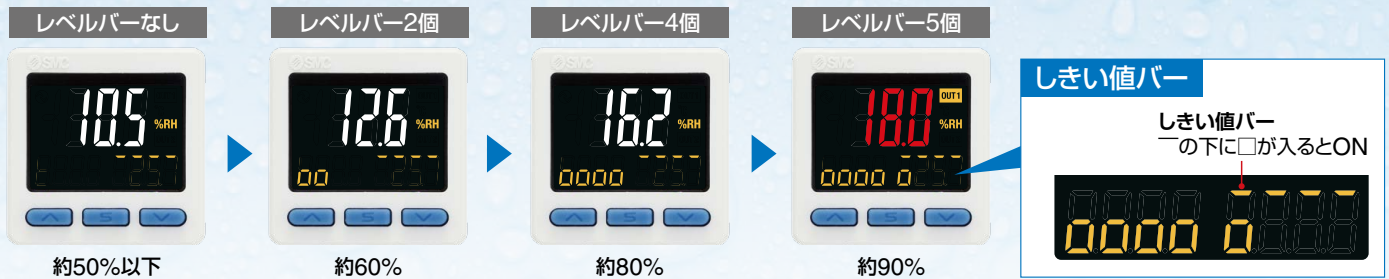 レベルバーなし
レベルバー2個
レベルバー4個
レベルバー5個
SMC
10.5 %RH
SMC
12.6 %RH
SMC
16.2 %RH
SMC
OUT1
18.0 %RH
S
S
S
S
約50%以下
約60%
約80%
約90%
しきい値バー
しきい値バー
￣の下に□が入るとON